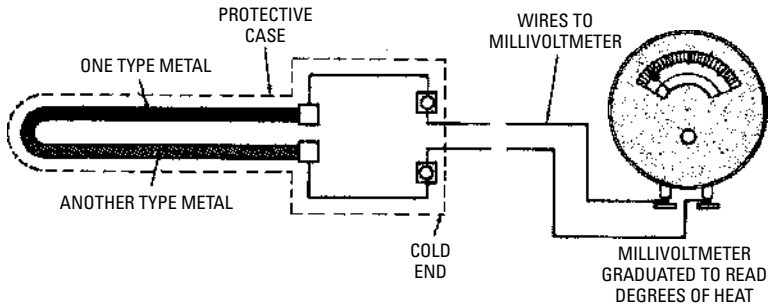 PROTECTIVE
CASE
WIRES TO
MILLIVOLTMETER
ONE TYPE METAL
ANOTHER TYPE METAL
COLD
END
MILLIVOLTMETER
GRADUATED TO READ
DEGREES OF HEAT